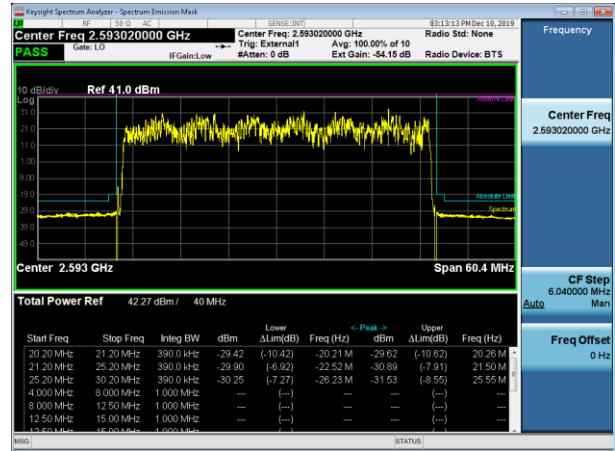 Keysight Spectrum Analyzer - Spectrum Emission Mask
RF 50 Ω AC SENSE:INT 03:13:13 PM Dec 10, 2019
Center Freq 2.593020000 GHz Center Freq: 2.593020000 GHz Radio Std: None
PASS Gate: LO IFGain:Low Trig: External1 Avg: 100.00% of 10
#Atten: 0 dB Ext Gain: -54.15 dB Radio Device: BTS
10 dB/div Ref 41.0 dBm
Log
31.0
21.0
11.0
1.00
-9.00
-19.0
Absolute Limit
-29.0
Spectrum
-39.0
-49.0
Center 2.593 GHz Span 60.4 MHz
Total Power Ref 42.27 dBm / 40 MHz
Lower <- Peak -> Upper
Start Freq Stop Freq Integ BW dBm ΔLim(dB) Freq (Hz) dBm ΔLim(dB) Freq (Hz)
20.20 MHz 21.20 MHz 390.0 kHz -29.42 (-10.42) -20.21 M -29.62 (-10.62) 20.26 M
21.20 MHz 25.20 MHz 390.0 kHz -29.90 (-6.92) -22.52 M -30.89 (-7.91) 21.50 M
25.20 MHz 30.20 MHz 390.0 kHz -30.25 (-7.27) -26.23 M -31.53 (-8.55) 25.55 M
4.000 MHz 8.000 MHz 1.000 MHz --- (---) --- --- (---) ---
8.000 MHz 12.50 MHz 1.000 MHz --- (---) --- --- (---) ---
12.50 MHz 15.00 MHz 1.000 MHz --- (---) --- --- (---) ---
12.50 MHz 15.00 MHz 1.000 MHz
MSG STATUS
Frequency
Center Freq
2.593020000 GHz
CF Step
6.040000 MHz
Auto Man
Freq Offset
0 Hz